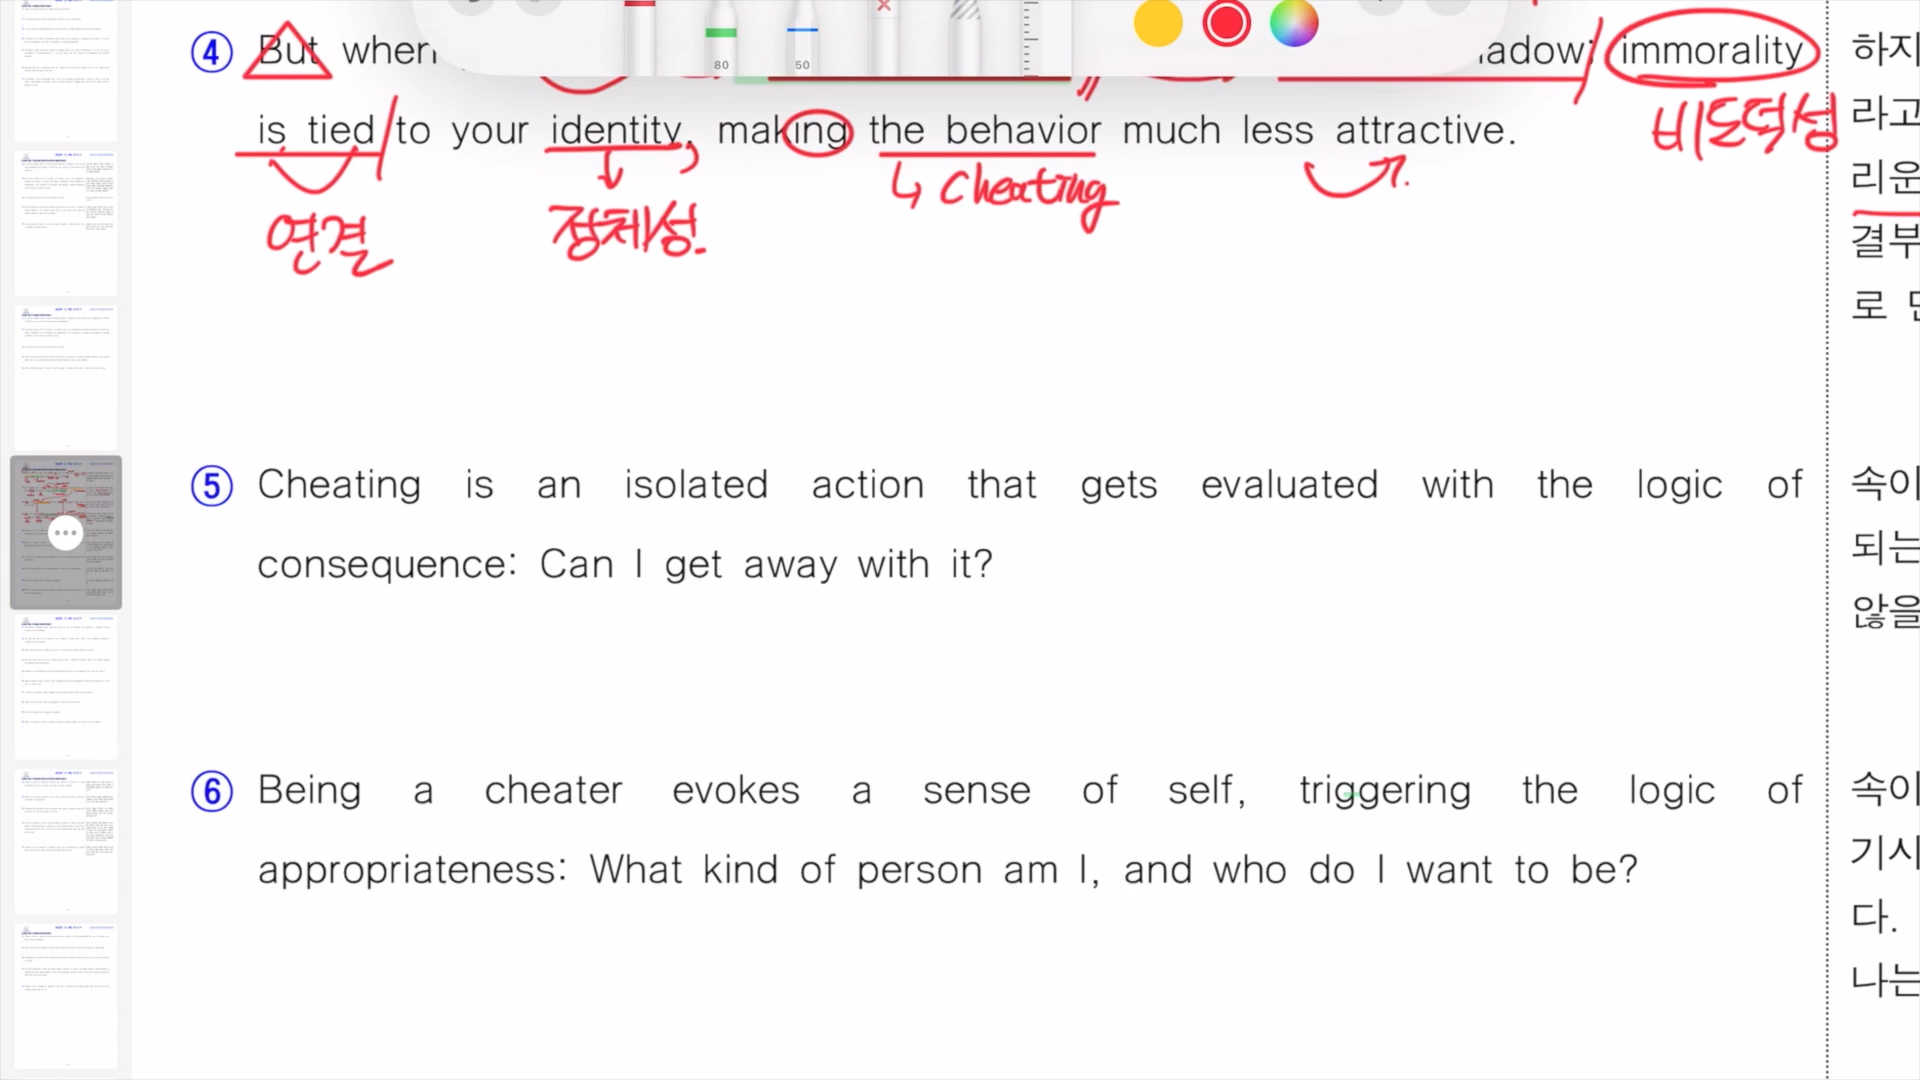 80 50
④ But when adow; immorality
is tied to your identity, making the behavior much less attractive.
비도덕성
↳ Cheating
연결
정체성.
⑤ Cheating is an isolated action that gets evaluated with the logic of
consequence: Can I get away with it?
⑥ Being a cheater evokes a sense of self, triggering the logic of
appropriateness: What kind of person am I, and who do I want to be?
하지
라고
리운
결부
로
속이
되는
않을
속이
기시
다.
나는